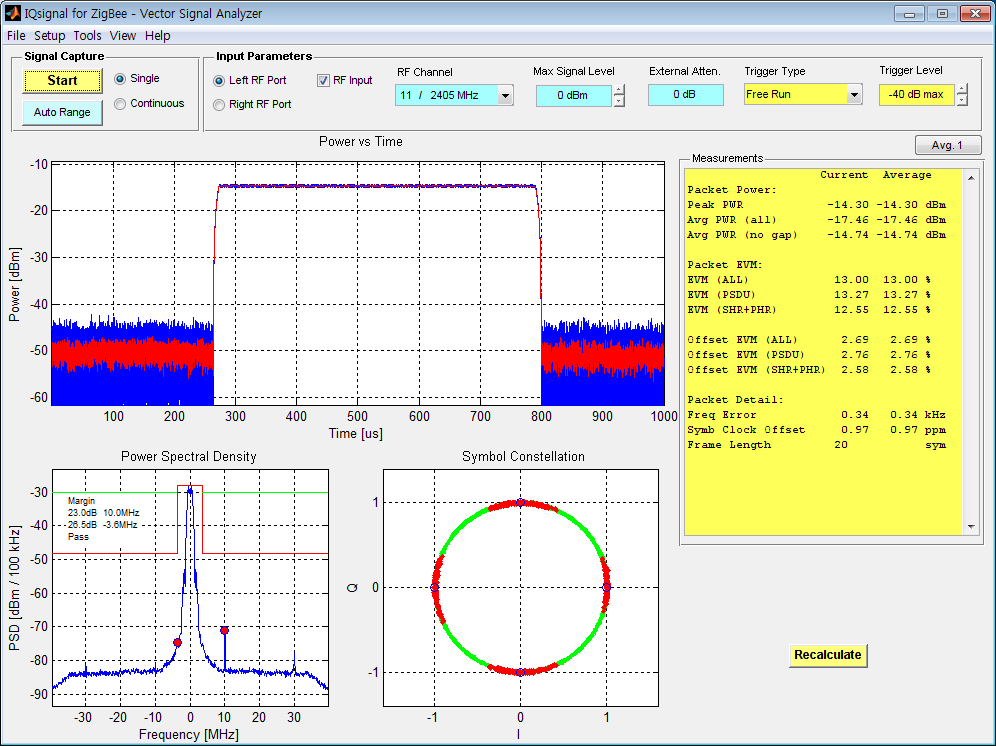 IQsignal for ZigBee - Vector Signal Analyzer
File Setup Tools View Help
Signal Capture
Start
Auto Range
Single
Continuous
Input Parameters
Left RF Port
Right RF Port
RF Input
RF Channel
11 / 2405 MHz
Max Signal Level
0 dBm
External Atten.
0 dB
Trigger Type
Free Run
Trigger Level
-40 dB max
Avg. 1
Power vs Time
Power [dBm]
-10
-20
-30
-40
-50
-60
100 200 300 400 500 600 700 800 900 1000
Time [us]
Measurements
Current Average
Packet Power:
Peak PWR -14.30 -14.30 dBm
Avg PWR (all) -17.46 -17.46 dBm
Avg PWR (no gap) -14.74 -14.74 dBm
Packet EVM:
EVM (ALL) 13.00 13.00 %
EVM (PSDU) 13.27 13.27 %
EVM (SHR+PHR) 12.55 12.55 %
Offset EVM (ALL) 2.69 2.69 %
Offset EVM (PSDU) 2.76 2.76 %
Offset EVM (SHR+PHR) 2.58 2.58 %
Packet Detail:
Freq Error 0.34 0.34 kHz
Symb Clock Offset 0.97 0.97 ppm
Frame Length 20 sym
Power Spectral Density
PSD [dBm / 100 kHz]
-30
-40
-50
-60
-70
-80
-90
Margin
23.0dB 10.0MHz
26.5dB -3.6MHz
Pass
-30 -20 -10 0 10 20 30
Frequency [MHz]
Symbol Constellation
Q
1
0
-1
-1 0 1
I
Recalculate